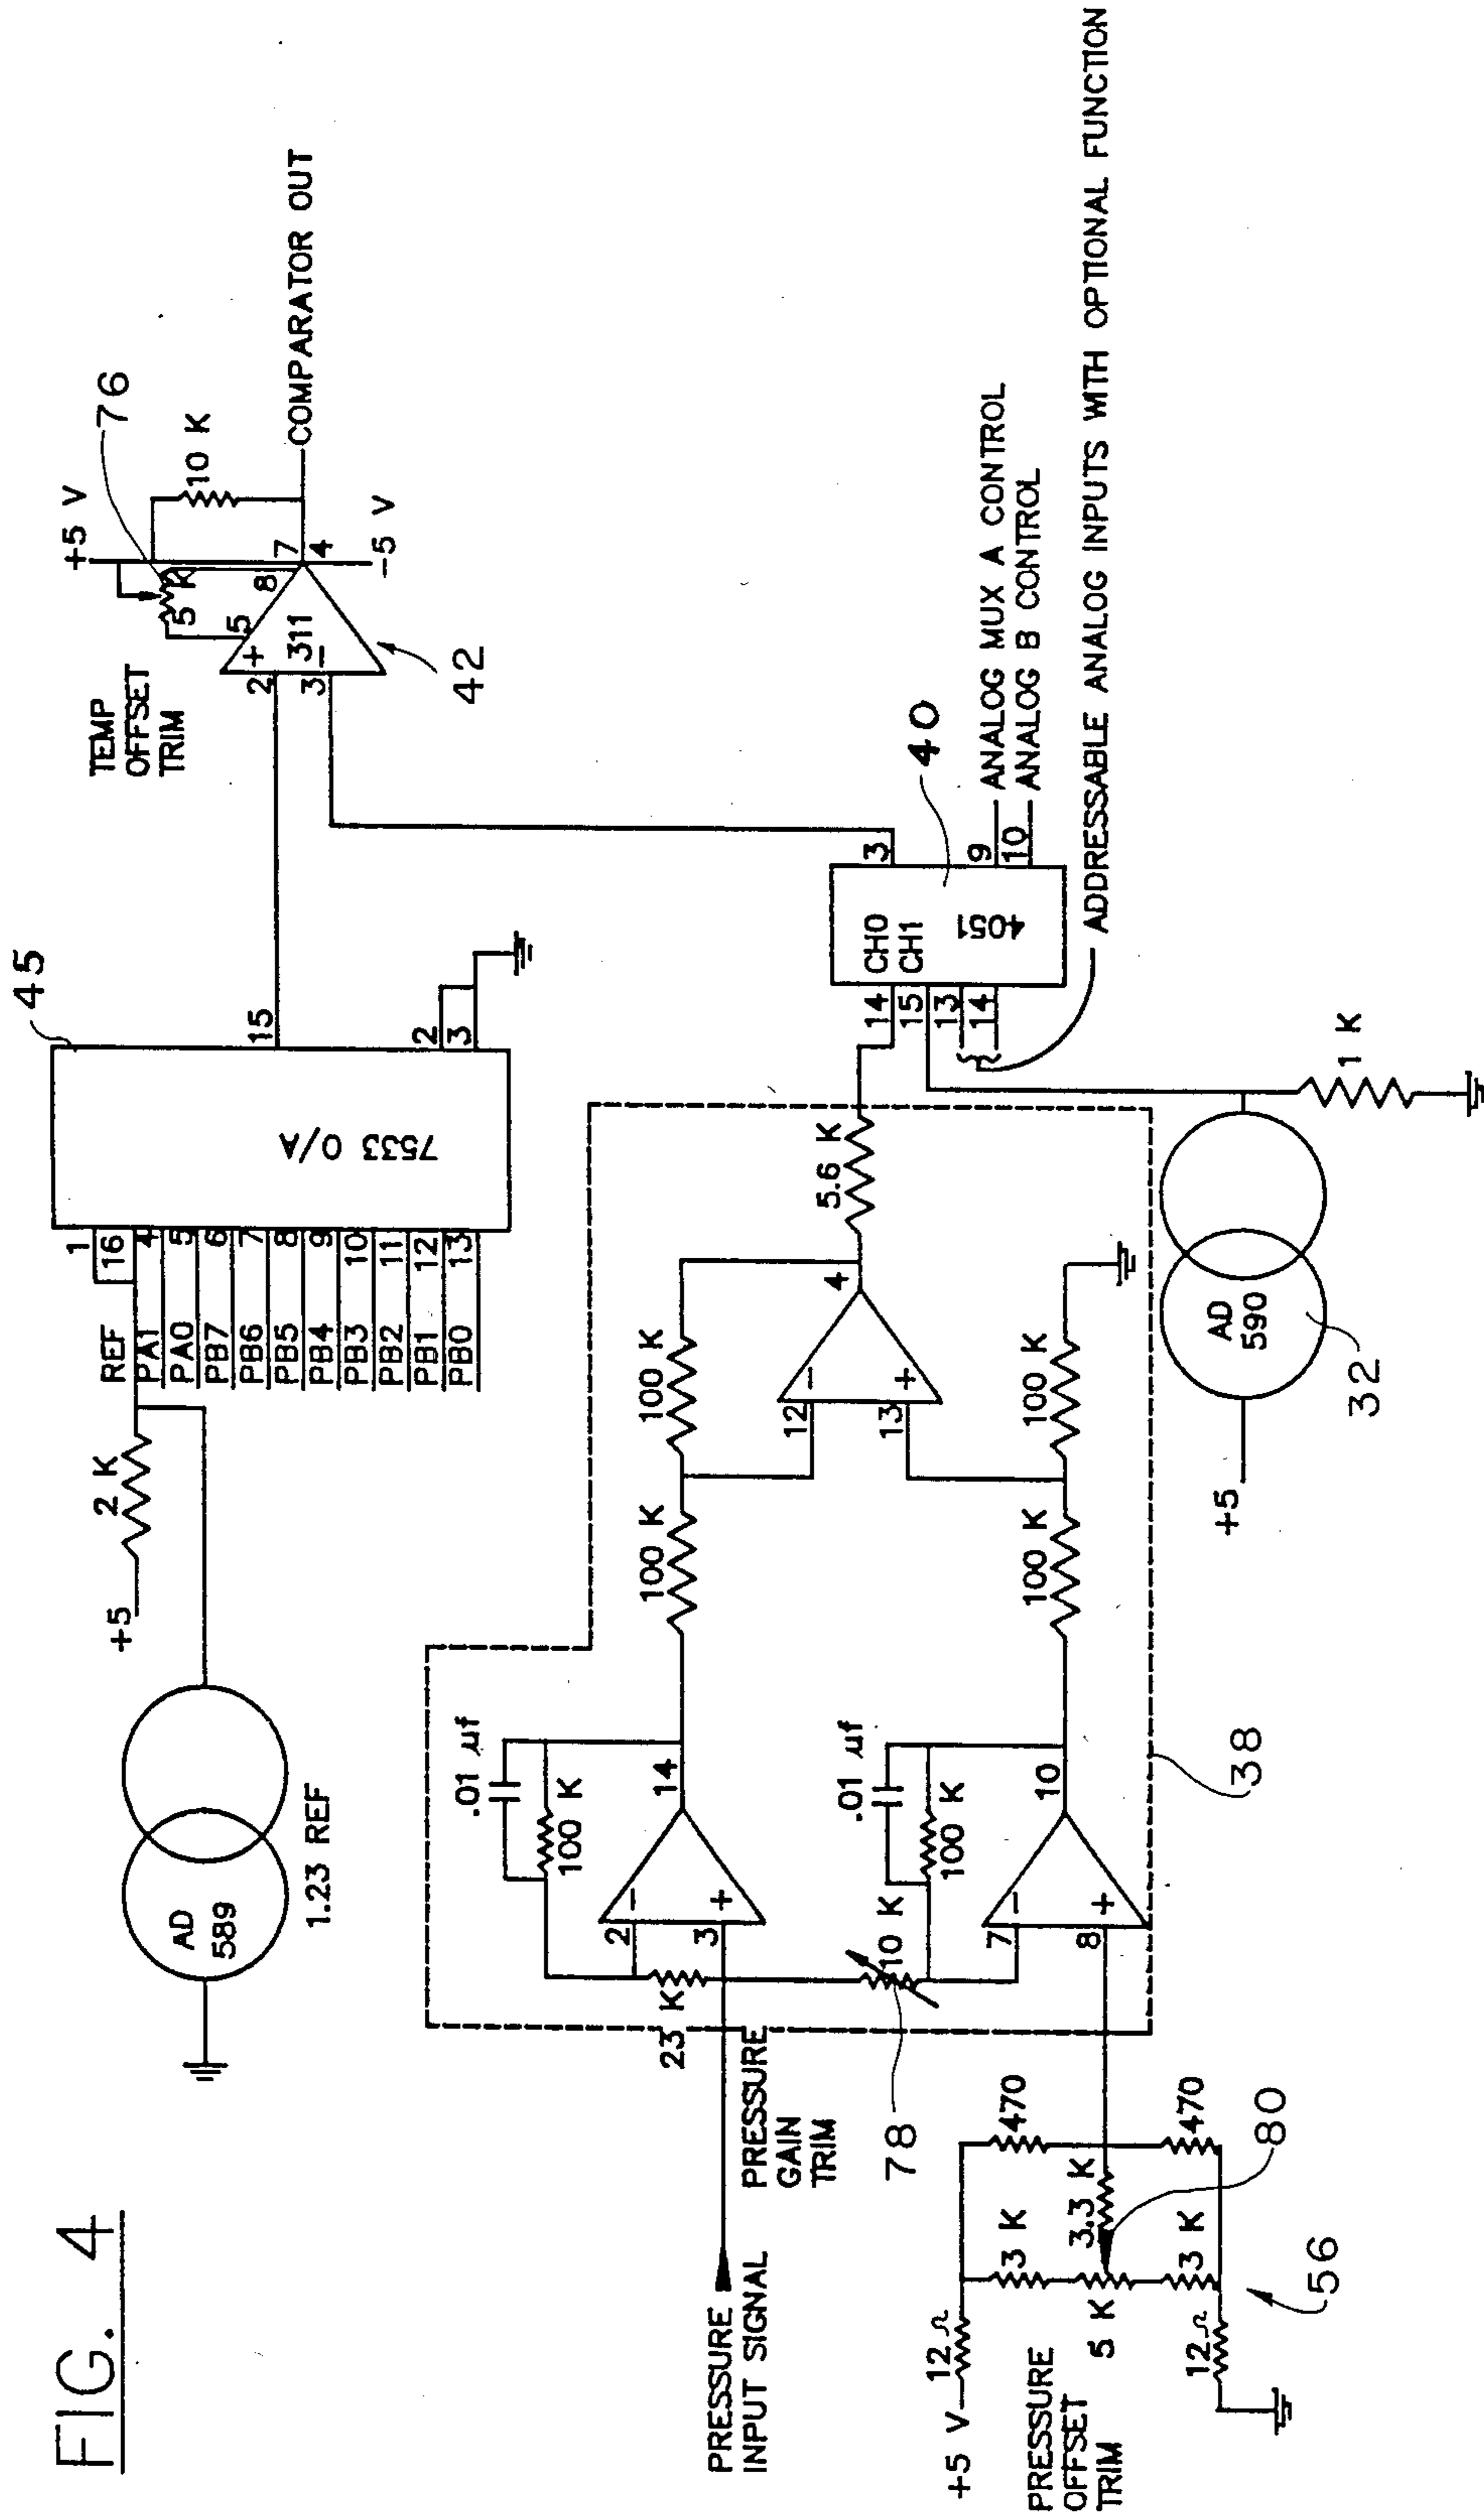 FIG. 4
+5
2 K
AD
589
1.23 REF
REF
PA1
PA0
PB7
PB6
PB5
PB4
PB3
PB2
PB1
PB0
1
16
4
5
6
7
8
9
10
11
12
13
7533 D/A
45
15
2
3
TEMP
OFFSET
TRIM
+5 V
76
5 K
10 K
2
+
5
8
311
3
–
7
4
–5 V
COMPARATOR OUT
42
PRESSURE
INPUT SIGNAL
23 K
PRESSURE
GAIN
TRIM
78
10 K
.01 µf
100 K
2
–
3
+
14
100 K
100 K
.01 µf
100 K
7
–
8
+
10
100 K
100 K
12
–
13
+
4
5.6 K
38
+5 V
12Ω
PRESSURE
OFFSET
TRIM
5 K
3 K
3.3 K
3 K
470
470
12Ω
80
56
14
15
13
14
CH0
CH1
4051
3
9
10
40
ANALOG MUX A CONTROL
ANALOG B CONTROL
ADDRESSABLE ANALOG INPUTS WITH OPTIONAL FUNCTION
+5
AD
590
32
1 K